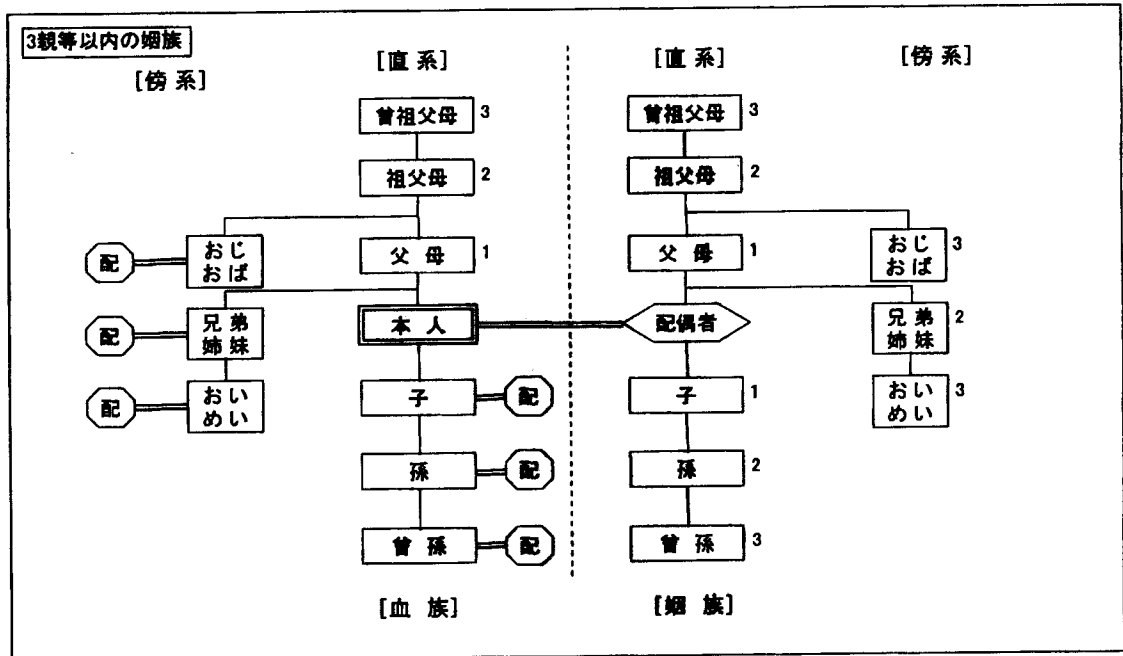 3親等以内の姻族
[傍 系] [直 系] [直 系] [傍 系]
曾祖父母 3 曾祖父母 3
祖父母 2 祖父母 2
配 おじ 父 母 1 父 母 1 おじ 3
おば おば
配 兄 弟 本 人 配偶者 兄 弟 2
姉 妹 姉 妹
配 おい 子 配 子 1 おい 3
めい めい
孫 配 孫 2
曾 孫 配 曾 孫 3
[血 族] [姻 族]